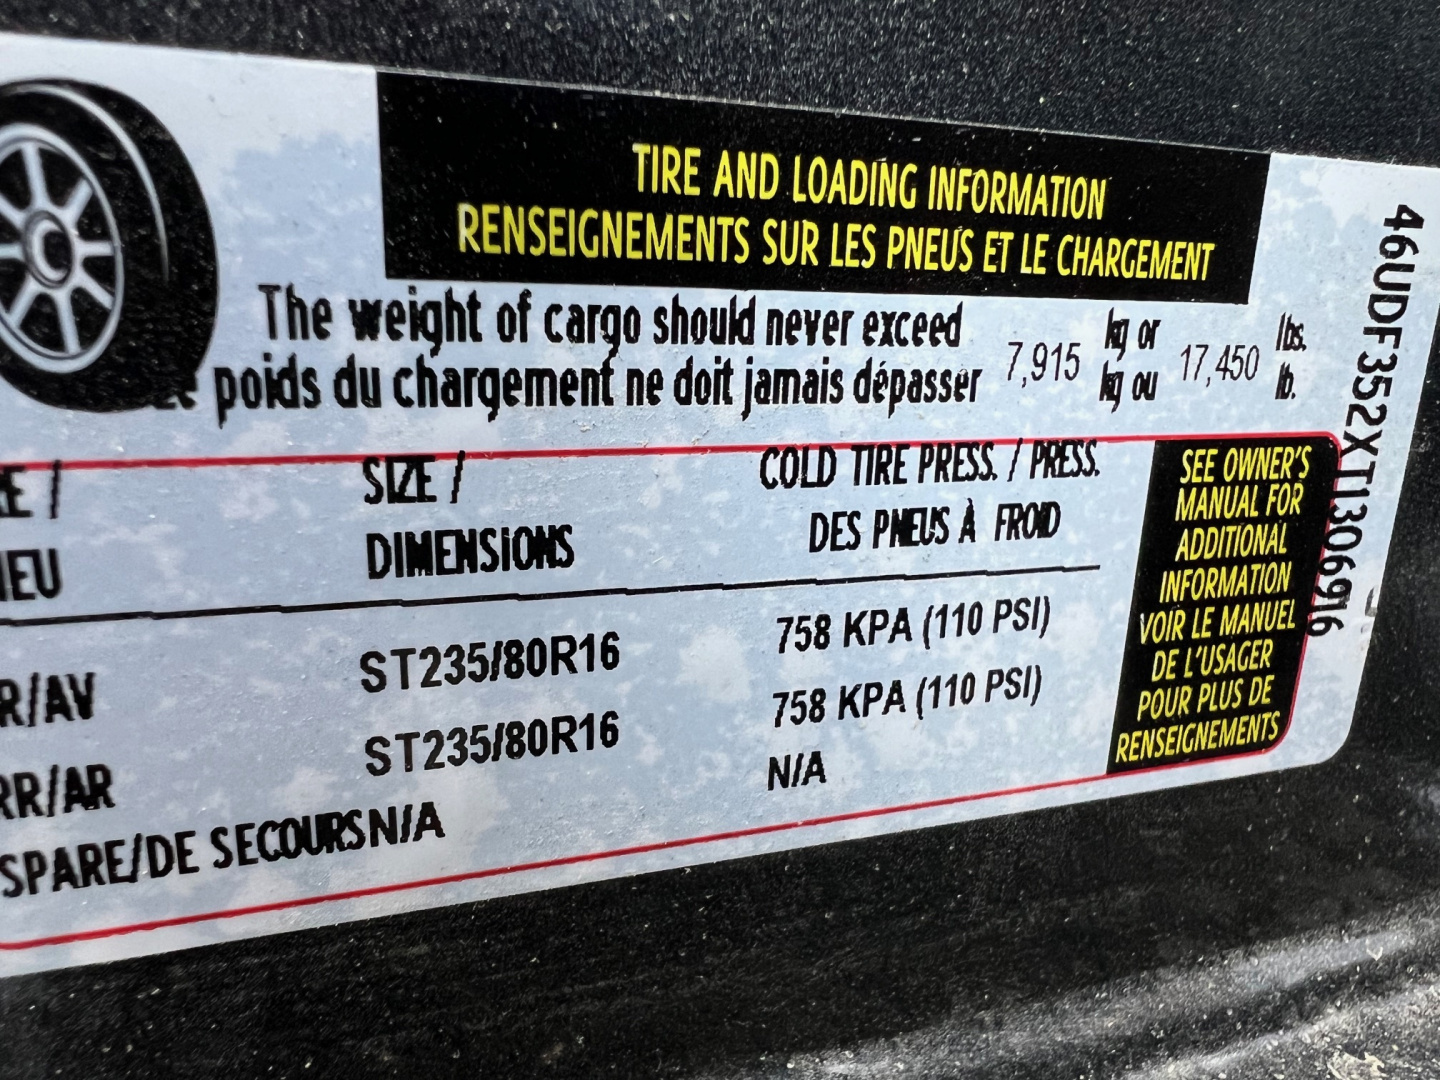 TIRE AND LOADING INFORMATION
RENSEIGNEMENTS SUR LES PNEUS ET LE CHARGEMENT
The weight of cargo should never exceed 7,915 kg or 17,450 lbs.
poids du chargement ne doit jamais dépasser kg ou lb.
RE / SIZE / COLD TIRE PRESS. / PRESS.
NEU DIMENSIONS DES PNEUS À FROID
R/AV ST235/80R16 758 KPA (110 PSI)
RR/AR ST235/80R16 758 KPA (110 PSI)
SPARE/DE SECOURS N/A N/A
SEE OWNER'S
MANUAL FOR
ADDITIONAL
INFORMATION
VOIR LE MANUEL
DE L'USAGER
POUR PLUS DE
RENSEIGNEMENTS
46UDF352XT1306916